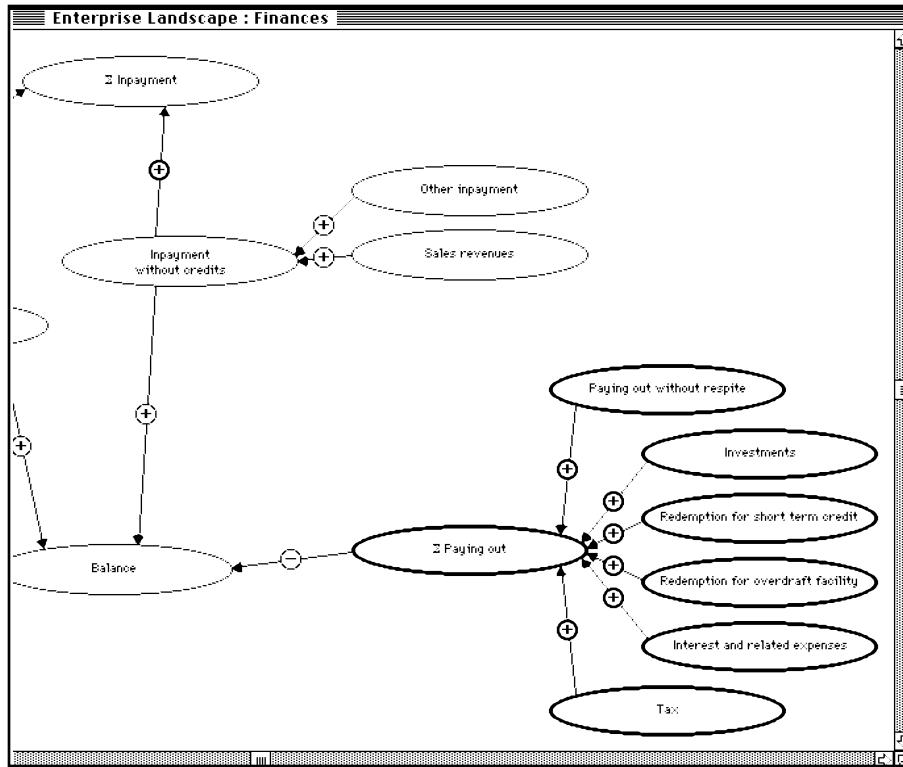 Enterprise Landscape : Finances
Σ Inpayment
+
Other inpayment
+
Sales revenues
+
Inpayment
without credits
+
+
Paying out without respite
+
Investments
+
Redemption for short term credit
+
Redemption for overdraft facility
+
Interest and related expenses
+
Tax
+
Σ Paying out
−
Balance